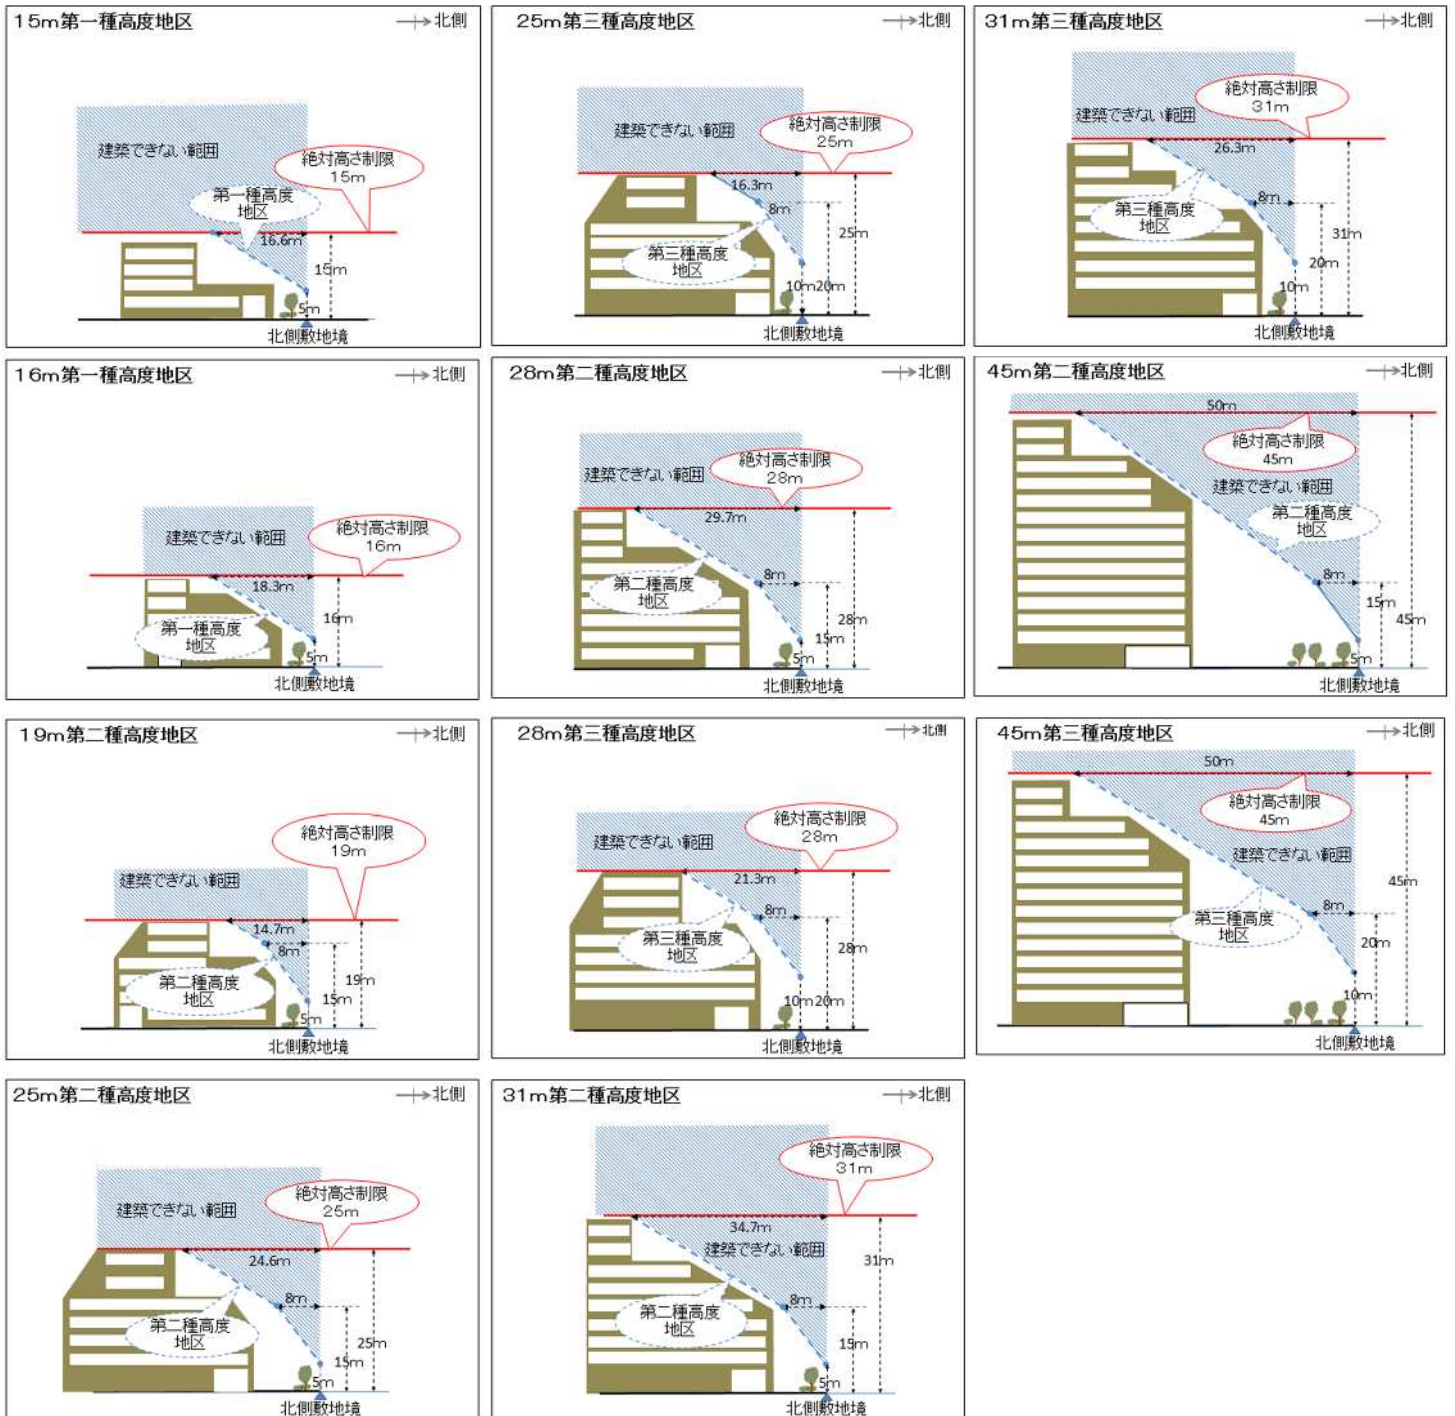 15m第一種高度地区
北側
建築できない範囲
絶対高さ制限
15m
第一種高度
地区
16.6m
15m
5m
北側敷地境
25m第三種高度地区
北側
建築できない範囲
絶対高さ制限
25m
16.3m
8m
第三種高度
地区
25m
10m
20m
北側敷地境
31m第三種高度地区
北側
絶対高さ制限
31m
建築できない範囲
26.3m
8m
第三種高度
地区
31m
20m
10m
北側敷地境
16m第一種高度地区
北側
建築できない範囲
絶対高さ制限
16m
18.3m
16m
第一種高度
地区
5m
北側敷地境
28m第二種高度地区
北側
絶対高さ制限
28m
建築できない範囲
29.7m
8m
第二種高度
地区
28m
15m
5m
北側敷地境
45m第二種高度地区
北側
50m
絶対高さ制限
45m
建築できない範囲
第二種高度
地区
8m
15m
45m
5m
北側敷地境
19m第二種高度地区
北側
絶対高さ制限
19m
建築できない範囲
14.7m
8m
第二種高度
地区
19m
15m
5m
北側敷地境
28m第三種高度地区
北側
絶対高さ制限
28m
建築できない範囲
21.3m
8m
第三種高度
地区
28m
10m
20m
北側敷地境
45m第三種高度地区
北側
50m
絶対高さ制限
45m
建築できない範囲
45m
8m
第三種高度
地区
20m
10m
北側敷地境
25m第二種高度地区
北側
絶対高さ制限
25m
建築できない範囲
24.6m
8m
第二種高度
地区
25m
15m
5m
北側敷地境
31m第二種高度地区
北側
絶対高さ制限
31m
34.7m
建築できない範囲
31m
8m
第二種高度
地区
15m
5m
北側敷地境